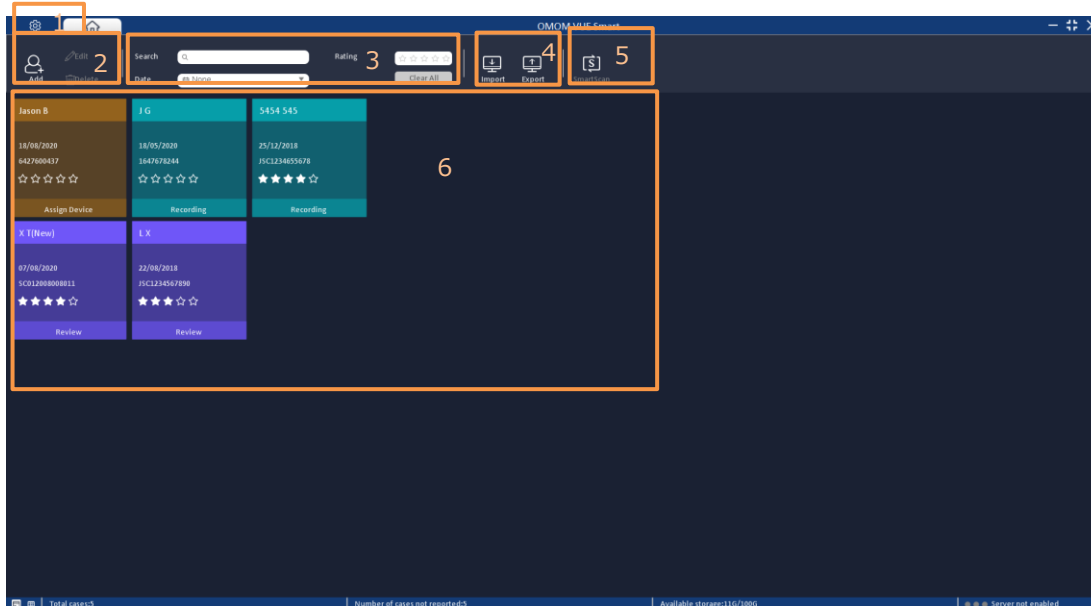 1
OMOM VUE Smart
Edit
2
Add
Delete
Search
Rating
3
Date
None
Clear All
4
Import
Export
5
SmartScan
Jason B
18/08/2020
6427600437
Assign Device
J G
18/05/2020
1647678244
Recording
5454 545
25/12/2018
JSC1234655678
Recording
6
X T(New)
07/08/2020
SC012008008011
Review
L X
22/08/2018
JSC1234567890
Review
Total cases:5
Number of cases not reported:5
Available storage:11G/100G
Server not enabled